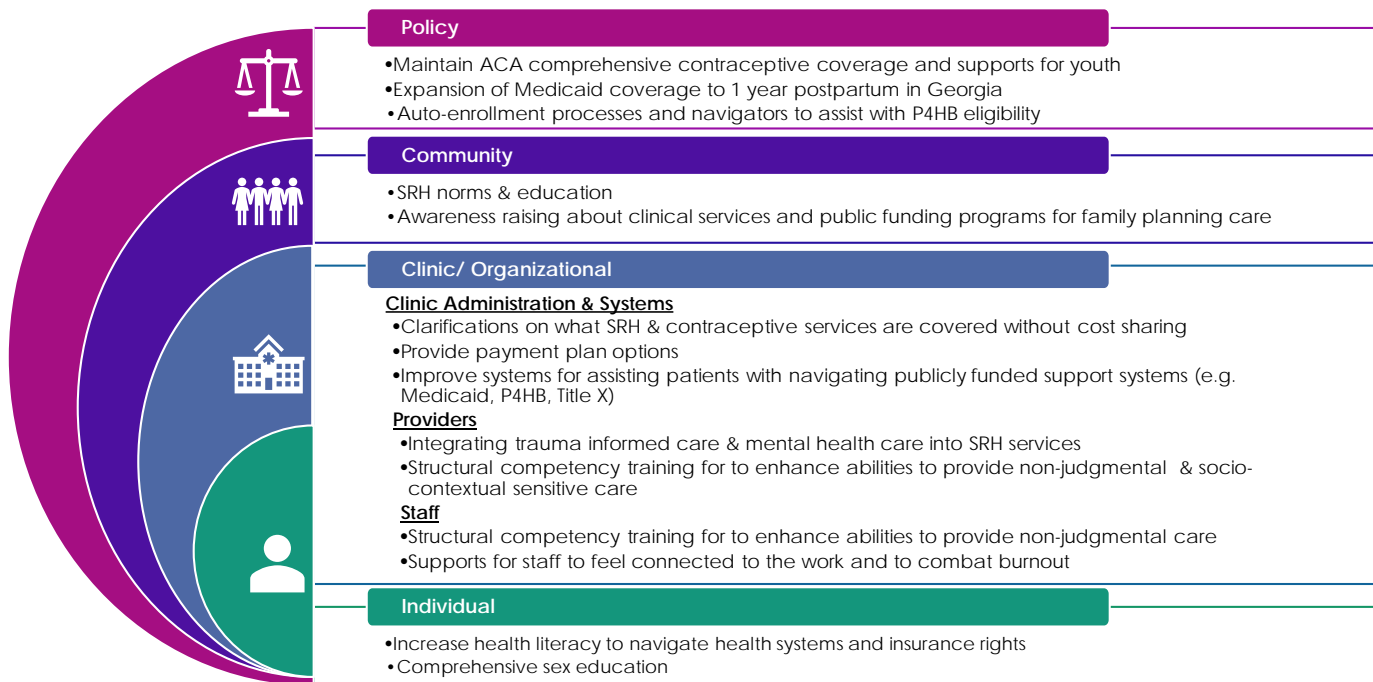 Policy
•Maintain ACA comprehensive contraceptive coverage and supports for youth
•Expansion of Medicaid coverage to 1 year postpartum in Georgia
•Auto-enrollment processes and navigators to assist with P4HB eligibility
Community
•SRH norms & education
•Awareness raising about clinical services and public funding programs for family planning care
Clinic/ Organizational
Clinic Administration & Systems
•Clarifications on what SRH & contraceptive services are covered without cost sharing
•Provide payment plan options
•Improve systems for assisting patients with navigating publicly funded support systems (e.g.
Medicaid, P4HB, Title X)
Providers
•Integrating trauma informed care & mental health care into SRH services
•Structural competency training for to enhance abilities to provide non-judgmental & socio-
contextual sensitive care
Staff
•Structural competency training for to enhance abilities to provide non-judgmental care
•Supports for staff to feel connected to the work and to combat burnout
Individual
•Increase health literacy to navigate health systems and insurance rights
•Comprehensive sex education